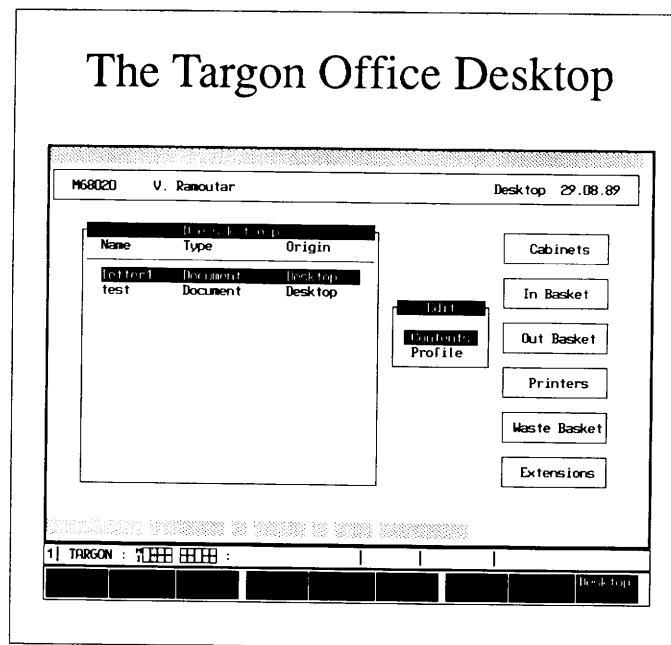 The Targon Office Desktop
M68020 V. Ramoutar Desktop 29.08.89
Desktop
Name Type Origin
letter1 Document Desktop
test Document Desktop
Edit
Contents
Profile
Cabinets
In Basket
Out Basket
Printers
Waste Basket
Extensions
1| TARGON : :
Desktop